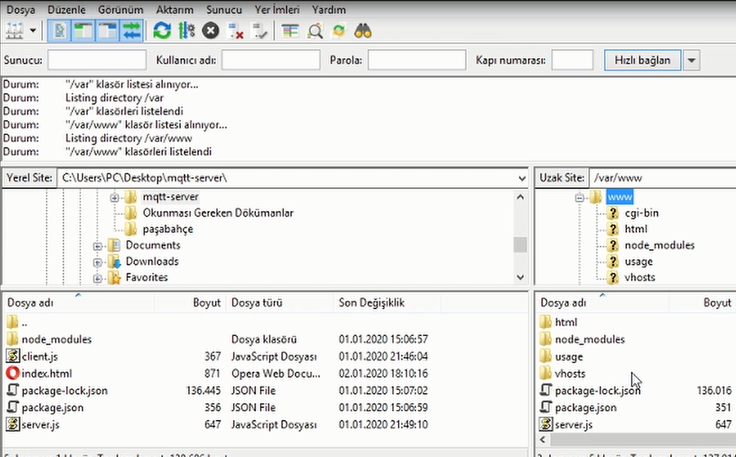 Dosya Düzenle Görünüm Aktarım Sunucu Yer İmleri Yardım
Sunucu: Kullanıcı adı: Parola: Kapı numarası: Hızlı bağlan
Durum: "/var" klasör listesi alınıyor...
Durum: Listing directory /var
Durum: "/var" klasörleri listelendi
Durum: "/var/www" klasör listesi alınıyor...
Durum: Listing directory /var/www
Durum: "/var/www" klasörleri listelendi
Yerel Site: C:\Users\PC\Desktop\mqtt-server\
mqtt-server
Okunması Gereken Dökümanlar
paşabahçe
Documents
Downloads
Favorites
Uzak Site: /var/www
www
cgi-bin
html
node_modules
usage
vhosts
Dosya adı Boyut Dosya türü Son Değişiklik
..
node_modules Dosya klasörü 01.01.2020 15:06:57
client.js 367 JavaScript Dosyası 01.01.2020 21:46:04
index.html 871 Opera Web Docu... 02.01.2020 18:10:16
package-lock.json 136.445 JSON File 01.01.2020 15:07:02
package.json 356 JSON File 01.01.2020 15:06:59
server.js 647 JavaScript Dosyası 01.01.2020 21:49:10
Dosya adı Boyut
html
node_modules
usage
vhosts
package-lock.json 136.016
package.json 351
server.js 647